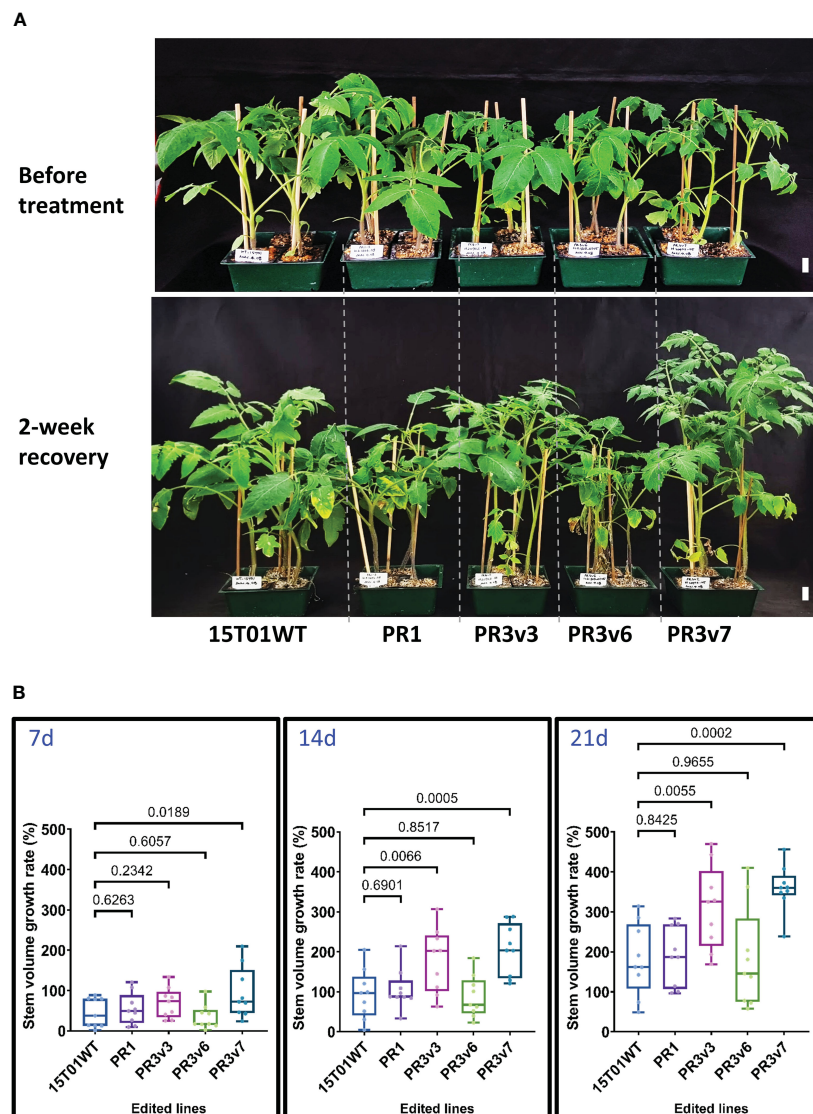 A
Before
treatment
2-week
recovery
15T01WT PR1 PR3v3 PR3v6 PR3v7
B
7d
0.0189
0.6057
0.2342
0.6263
Stem volume growth rate (%)
500
400
300
200
100
0
15T01WT PR1 PR3v3 PR3v6 PR3v7
Edited lines
14d
0.0005
0.8517
0.0066
0.6901
Stem volume growth rate (%)
500
400
300
200
100
0
15T01WT PR1 PR3v3 PR3v6 PR3v7
Edited lines
21d
0.0002
0.9655
0.0055
0.8425
Stem volume growth rate (%)
500
400
300
200
100
0
15T01WT PR1 PR3v3 PR3v6 PR3v7
Edited lines